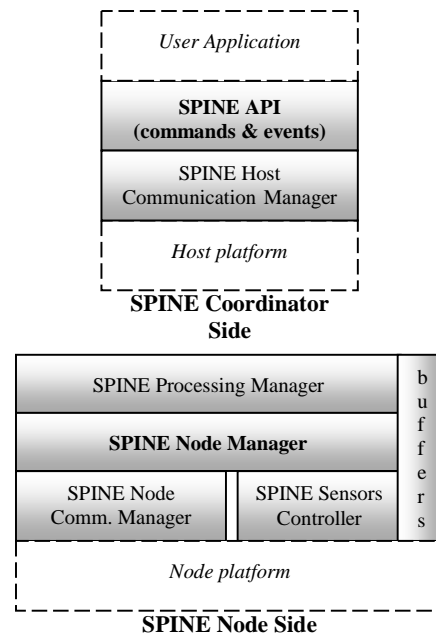 User Application
SPINE API
(commands & events)
SPINE Host
Communication Manager
Host platform
SPINE Coordinator
Side
SPINE Processing Manager
buffers
SPINE Node Manager
SPINE Node
Comm. Manager
SPINE Sensors
Controller
Node platform
SPINE Node Side